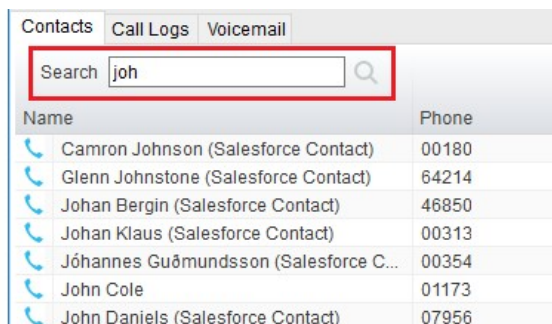 Contacts Call Logs Voicemail
Search joh
Name Phone
Camron Johnson (Salesforce Contact) 00180
Glenn Johnstone (Salesforce Contact) 64214
Johan Bergin (Salesforce Contact) 46850
Johan Klaus (Salesforce Contact) 00313
Jóhannes Guðmundsson (Salesforce C... 00354
John Cole 01173
John Daniels (Salesforce Contact) 07956